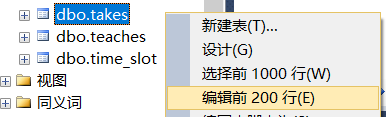 dbo.takes
dbo.teaches
dbo.time_slot
视图
同义词
新建表(T)...
设计(G)
选择前 1000 行(W)
编辑前 200 行(E)